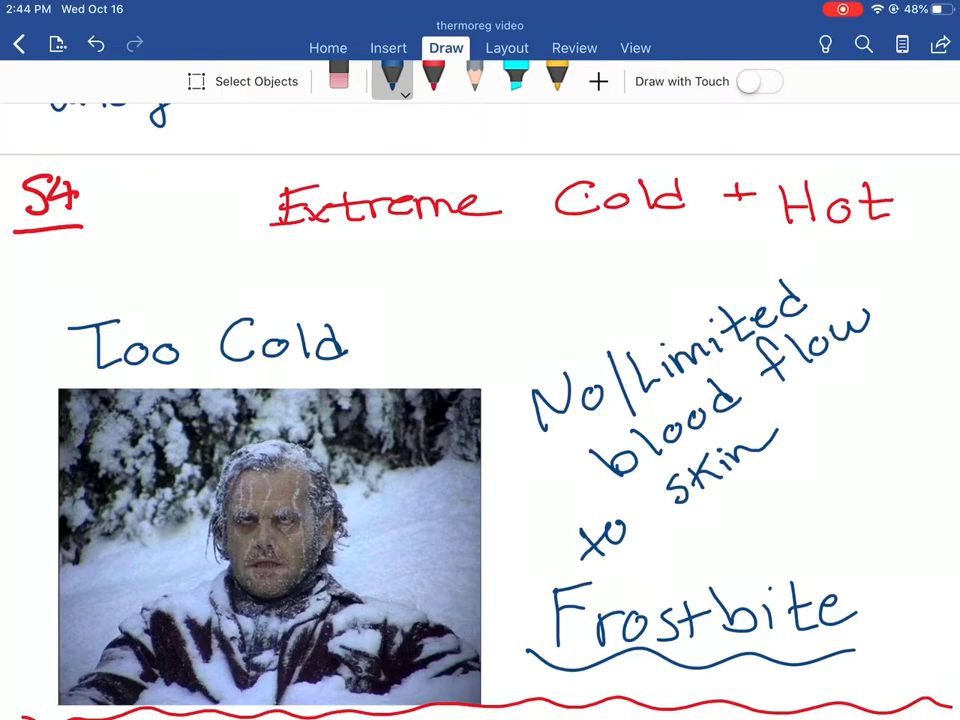 2:44 PM Wed Oct 16
48%
thermoreg video
Home Insert Draw Layout Review View
Select Objects
Draw with Touch
S4
Extreme Cold + Hot
Too Cold
No/Limited
blood flow
to skin
Frostbite